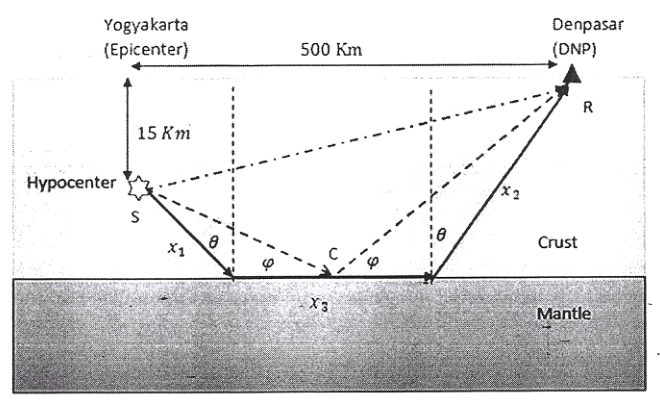 Yogyakarta
(Epicenter)
Denpasar
(DNP)
500 Km
R
15 Km
Hypocenter
S
x₁
θ
φ
C
φ
θ
x₂
Crust
x₃
Mantle